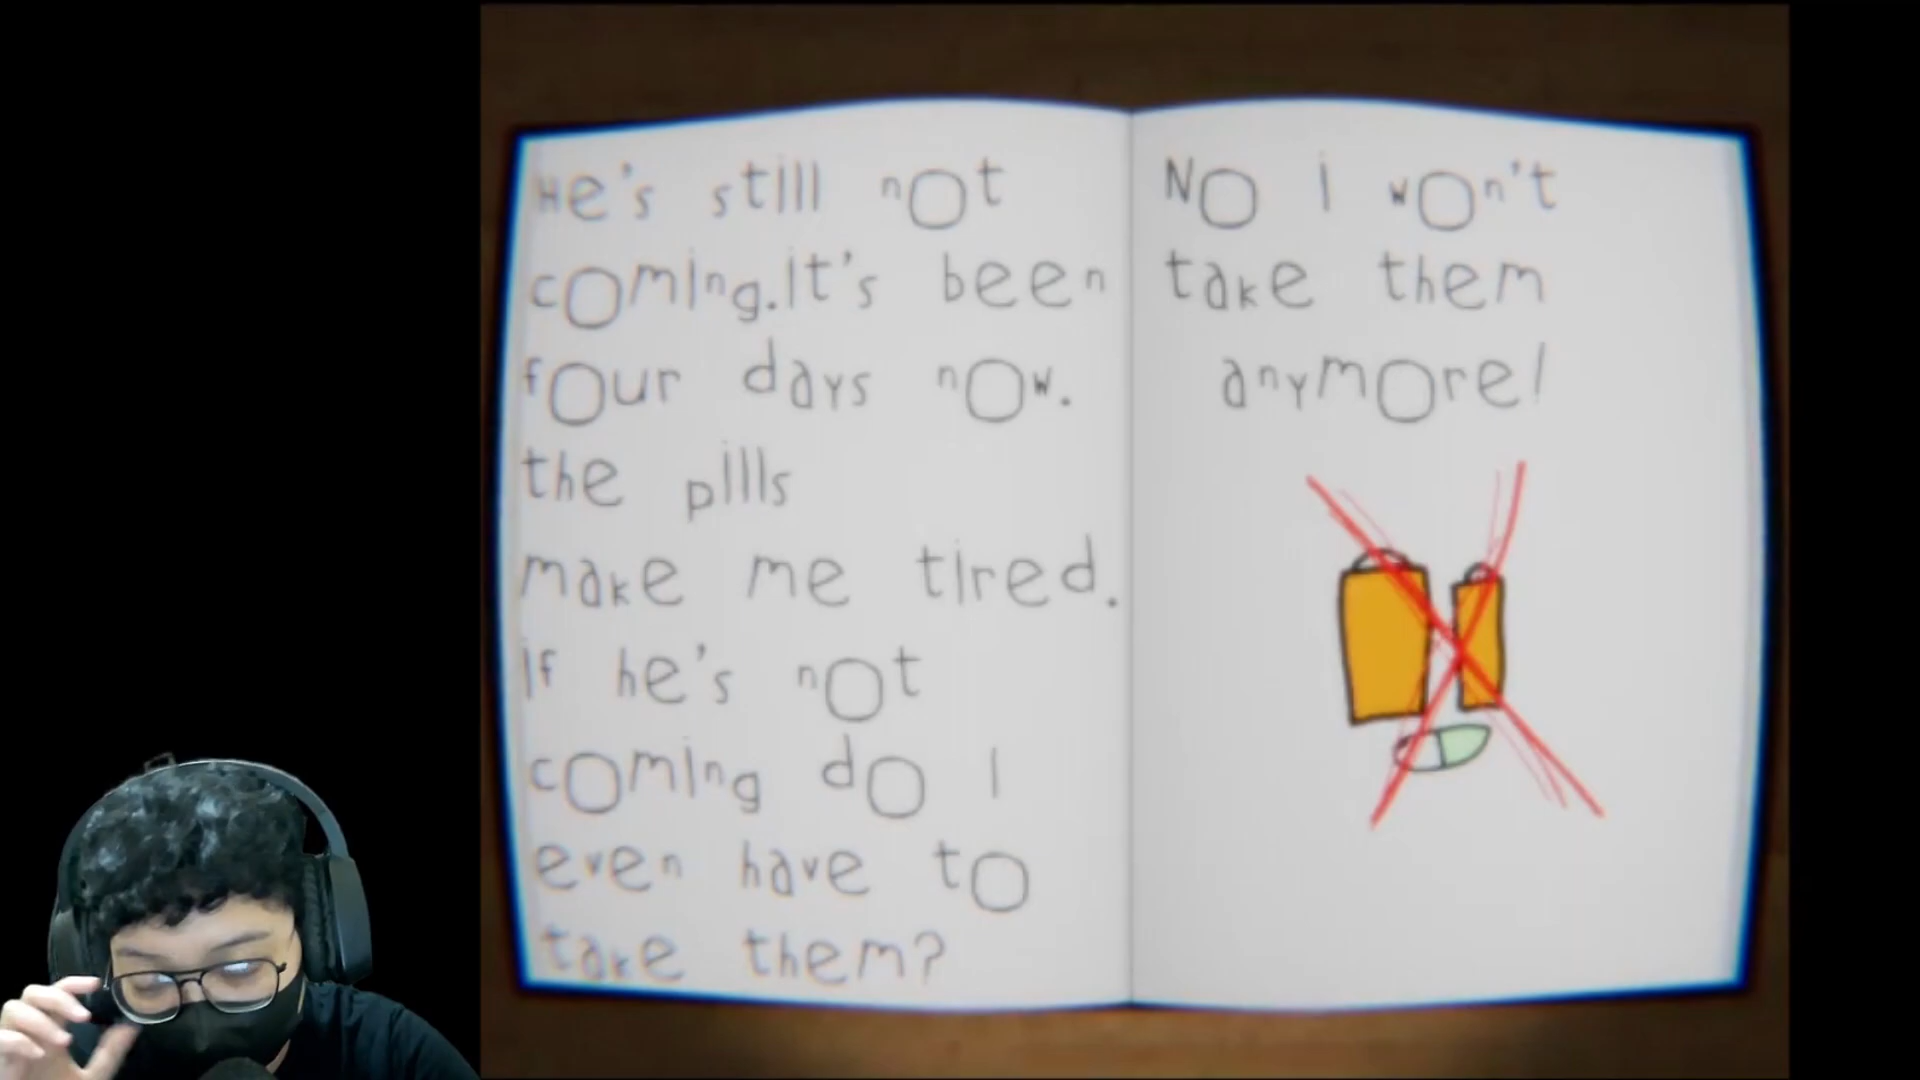 He's still not
coming.it's been
four days now.
the pills
make me tired.
if he's not
coming do I
even have to
take them?
NO i won't
take them
anymore!